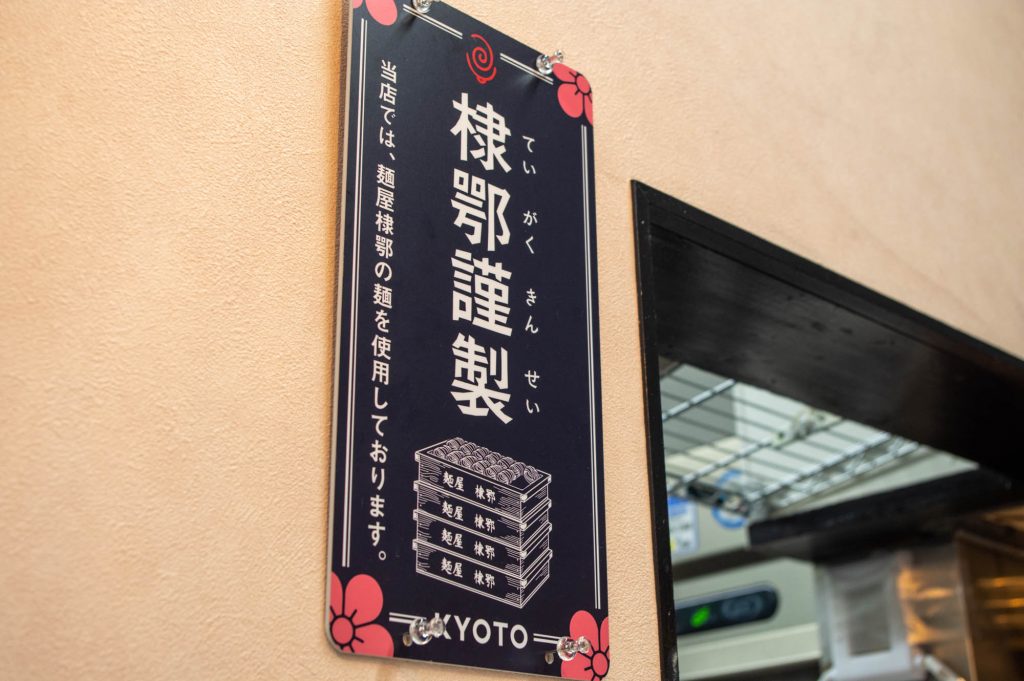 てい がく きん せい
棣鄂謹製
当店では、麺屋棣鄂の麺を使用しております。
麺屋 棣鄂
麺屋 棣鄂
麺屋 棣鄂
麺屋 棣鄂
KYOTO